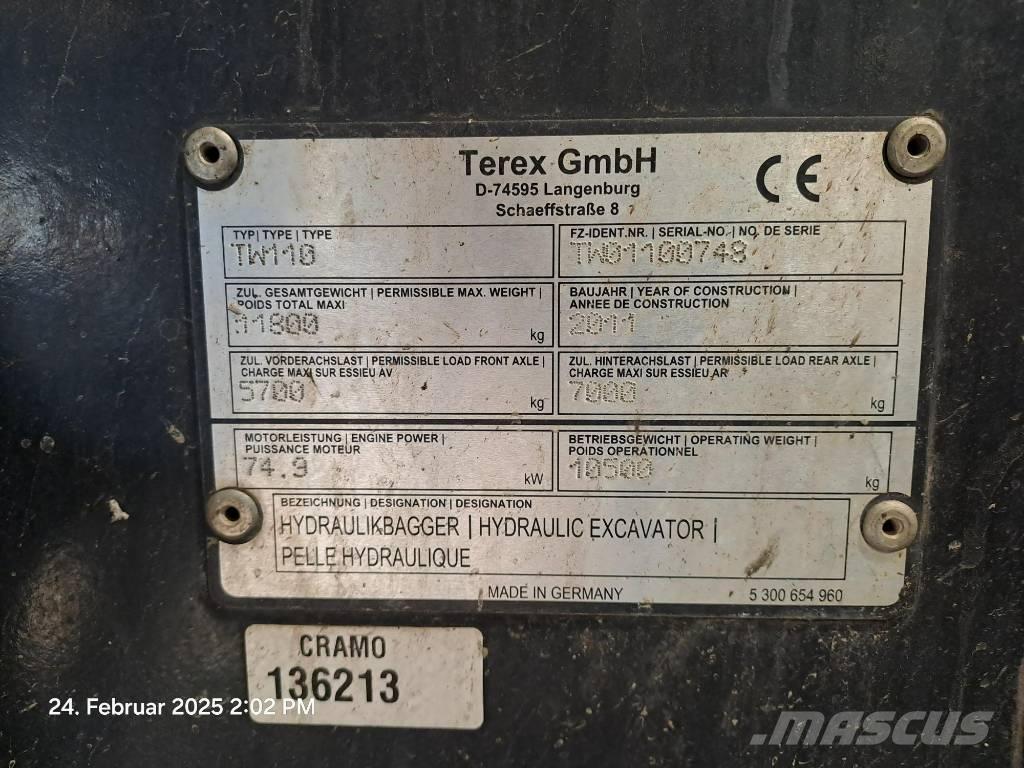 Terex GmbH
D-74595 Langenburg
Schaeffstraße 8
CE
TYP | TYPE | TYPE
TW110
FZ-IDENT.NR. | SERIAL-NO. | NO. DE SERIE
TW01100748
ZUL. GESAMTGEWICHT | PERMISSIBLE MAX. WEIGHT |
POIDS TOTAL MAXI
11800 kg
BAUJAHR | YEAR OF CONSTRUCTION |
ANNEE DE CONSTRUCTION
2011
ZUL. VORDERACHSLAST | PERMISSIBLE LOAD FRONT AXLE |
CHARGE MAXI SUR ESSIEU AV
5700 kg
ZUL. HINTERACHSLAST | PERMISSIBLE LOAD REAR AXLE |
CHARGE MAXI SUR ESSIEU AR
7000 kg
MOTORLEISTUNG | ENGINE POWER |
PUISSANCE MOTEUR
74.9 kW
BETRIEBSGEWICHT | OPERATING WEIGHT |
POIDS OPERATIONNEL
10500 kg
BEZEICHNUNG | DESIGNATION | DESIGNATION
HYDRAULIKBAGGER | HYDRAULIC EXCAVATOR |
PELLE HYDRAULIQUE
MADE IN GERMANY 5 300 654 960
CRAMO
136213
24. Februar 2025 2:02 PM
MASCUS